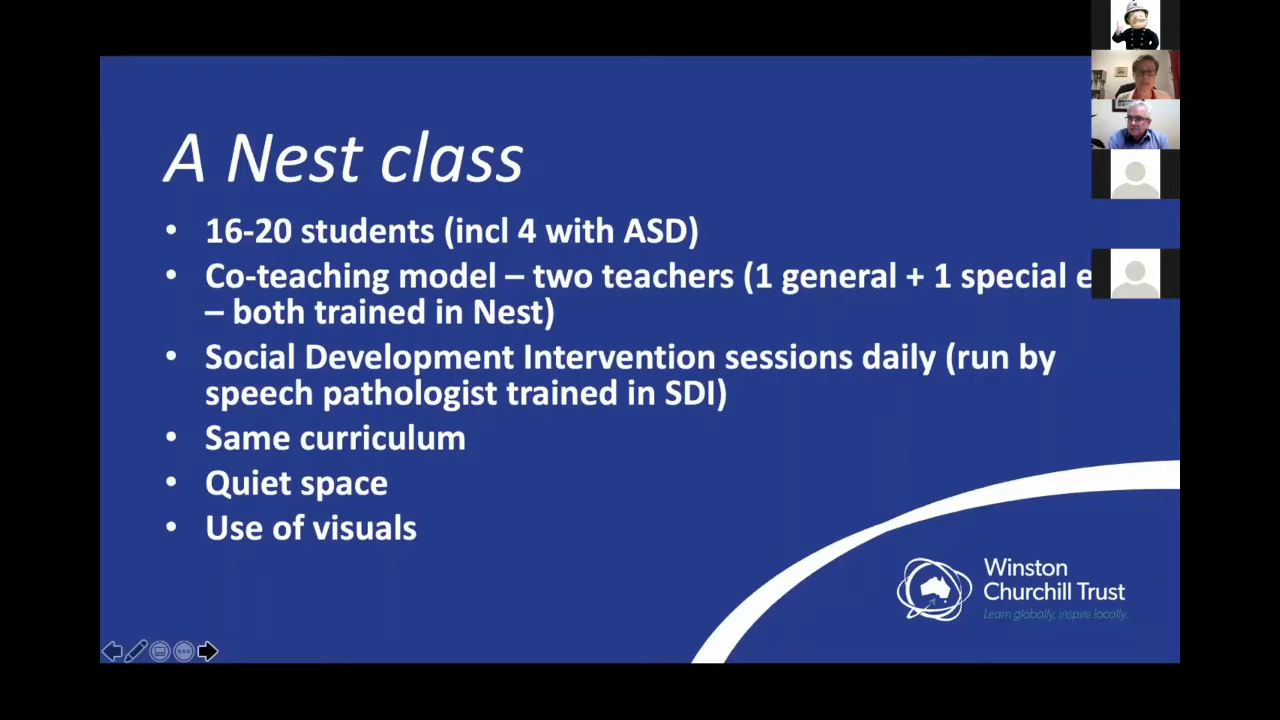 A Nest class
• 16-20 students (incl 4 with ASD)
• Co-teaching model – two teachers (1 general + 1 special e
– both trained in Nest)
• Social Development Intervention sessions daily (run by
speech pathologist trained in SDI)
• Same curriculum
• Quiet space
• Use of visuals
Winston
Churchill Trust
Learn globally, inspire locally.